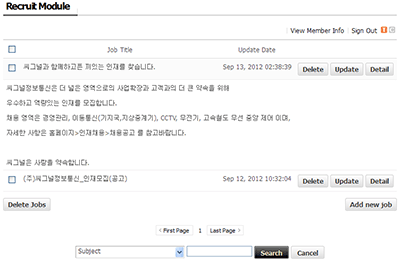 Recruit Module
View Member Info | Sign Out
Job Title Update Date
씨그널과 함께하고픈 끼있는 인재를 찾습니다. Sep 13, 2012 02:38:39 Delete Update Detail
씨그널정보통신은 더 넓은 영역으로의 사업확장과 고객과의 더 큰 약속을 위해
우수하고 역량있는 인재를 모집합니다.
채용 영역은 경영관리, 이동통신(기지국,지상중계기), CCTV, 무전기, 고속철도 무선 중앙 제어 이며,
자세한 사항은 홈페이지>인재채용>채용공고 를 참고바랍니다.
씨그널은 사랑을 약속합니다.
(주)씨그널정보통신_인재모집(공고) Sep 12, 2012 10:32:04 Delete Update Detail
Delete Jobs Add new job
‹ First Page 1 Last Page ›
Subject Search Cancel